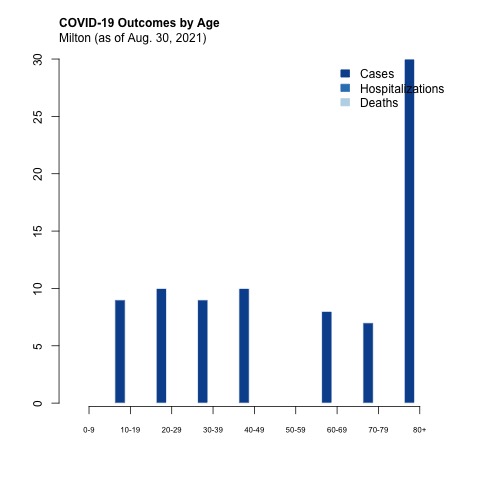 COVID-19 Outcomes by Age
Milton (as of Aug. 30, 2021)
Cases
Hospitalizations
Deaths
30
25
20
15
10
5
0
0-9 10-19 20-29 30-39 40-49 50-59 60-69 70-79 80+